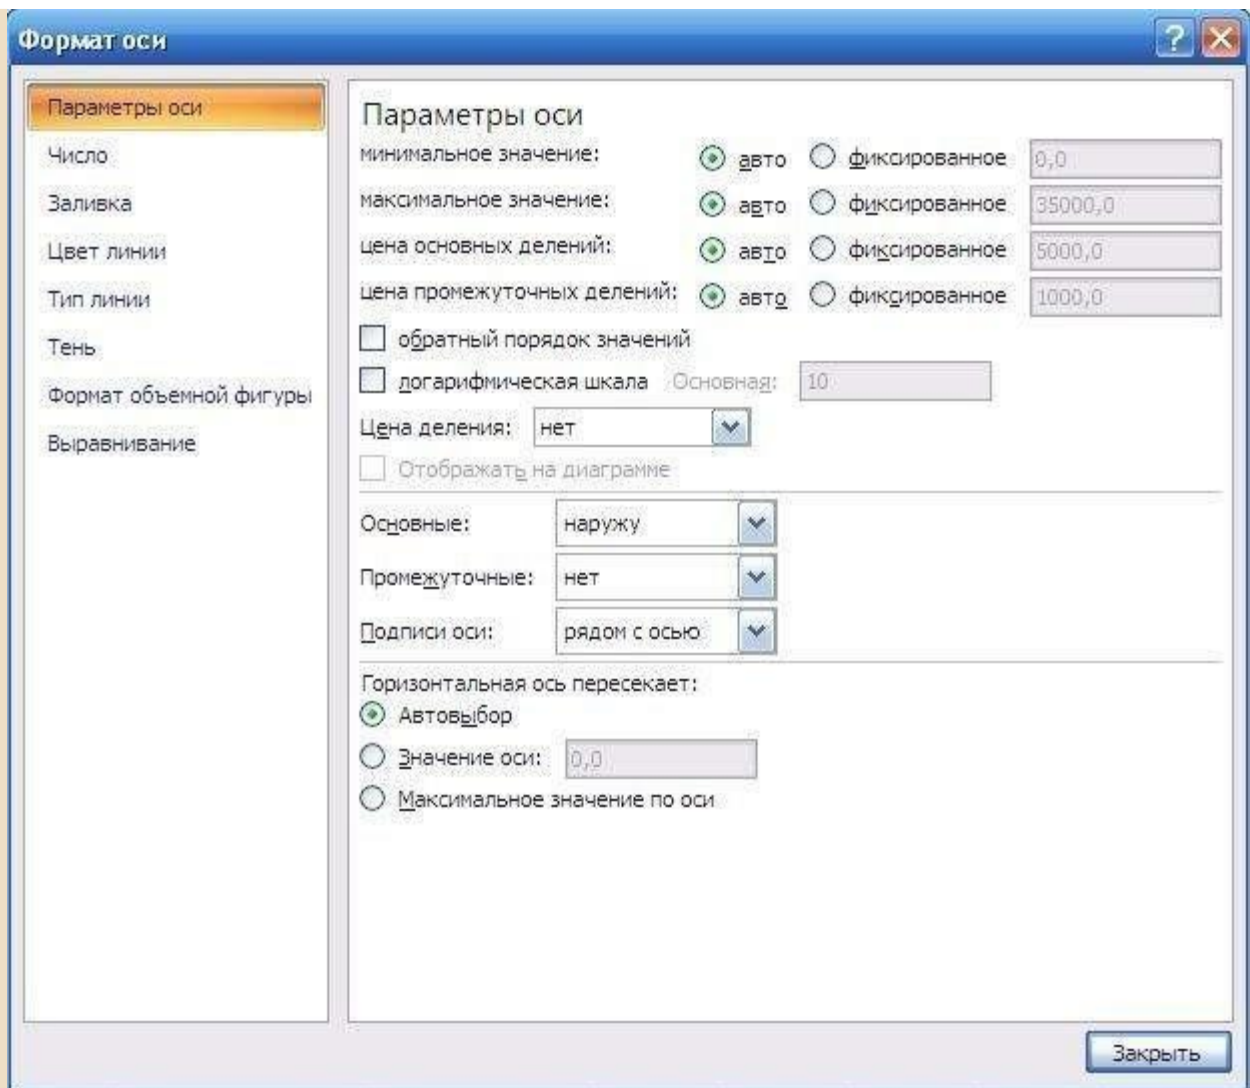 Формат оси
Параметры оси
Число
Заливка
Цвет линии
Тип линии
Тень
Формат объемной фигуры
Выравнивание
Параметры оси
минимальное значение: авто фиксированное 0,0
максимальное значение: авто фиксированное 35000,0
цена основных делений: авто фиксированное 5000,0
цена промежуточных делений: авто фиксированное 1000,0
обратный порядок значений
логарифмическая шкала Основная: 10
Цена деления: нет
Отображать на диаграмме
Основные: наружу
Промежуточные: нет
Подписи оси: рядом с осью
Горизонтальная ось пересекает:
Автовыбор
Значение оси: 0,0
Максимальное значение по оси
Закрыть